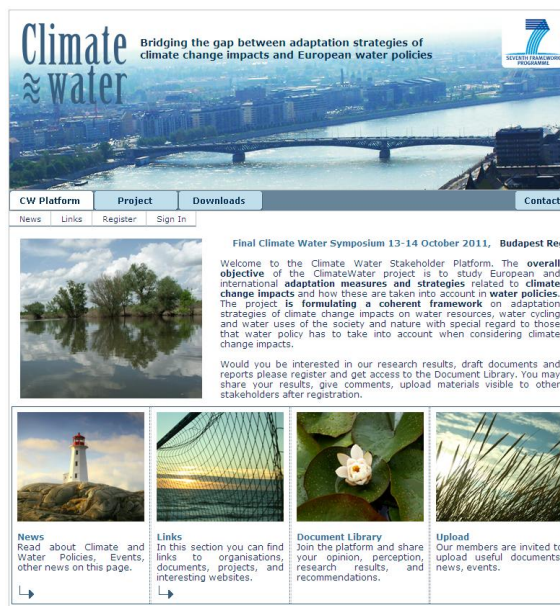 Climate
≈water
Bridging the gap between adaptation strategies of
climate change impacts and European water policies
SEVENTH FRAMEWORK
PROGRAMME
CW Platform
Project
Downloads
Contact
News
Links
Register
Sign In
Final Climate Water Symposium 13-14 October 2011, Budapest Re
Welcome to the Climate Water Stakeholder Platform. The overall
objective of the ClimateWater project is to study European and
international adaptation measures and strategies related to climate
change impacts and how these are taken into account in water policies.
The project is formulating a coherent framework on adaptation
strategies of climate change impacts on water resources, water cycling
and water uses of the society and nature with special regard to those
that water policy has to take into account when considering climate
change impacts.
Would you be interested in our research results, draft documents and
reports please register and get access to the Document Library. You may
share your results, give comments, upload materials visible to other
stakeholders after registration.
News
Read about Climate and
Water Policies, Events,
other news on this page.
Links
In this section you can find
links to organisations,
documents, projects, and
interesting websites.
Document Library
Join the platform and share
your opinion, perception,
research results, and
recommendations.
Upload
Our members are invited to
upload useful documents
news, events.